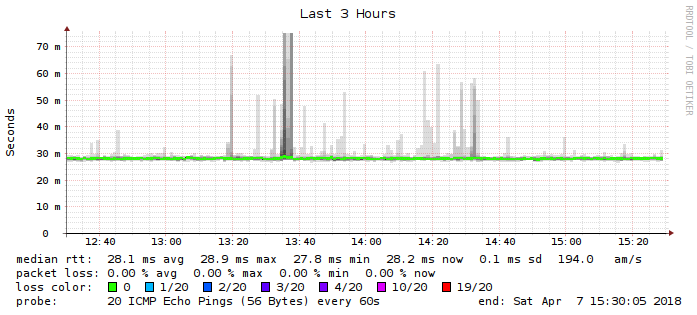 Last 3 Hours
RRDTOOL / TOBI OETIKER
Seconds
70 m
60 m
50 m
40 m
30 m
20 m
10 m
0
12:40 13:00 13:20 13:40 14:00 14:20 14:40 15:00 15:20
median rtt: 28.1 ms avg 28.9 ms max 27.8 ms min 28.2 ms now 0.1 ms sd 194.0 am/s
packet loss: 0.00 % avg 0.00 % max 0.00 % min 0.00 % now
loss color: 0 1/20 2/20 3/20 4/20 10/20 19/20
probe: 20 ICMP Echo Pings (56 Bytes) every 60s end: Sat Apr 7 15:30:05 2018